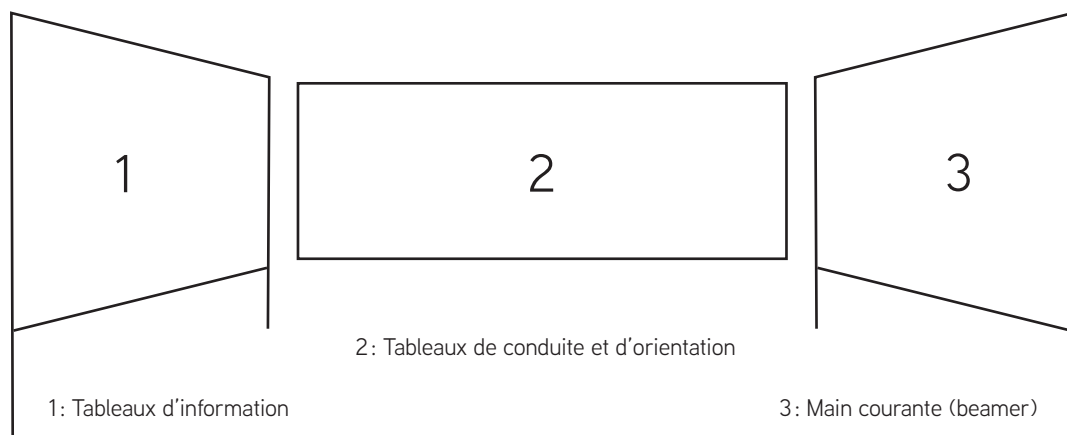 1
2
3
2: Tableaux de conduite et d'orientation
1: Tableaux d'information
3: Main courante (beamer)